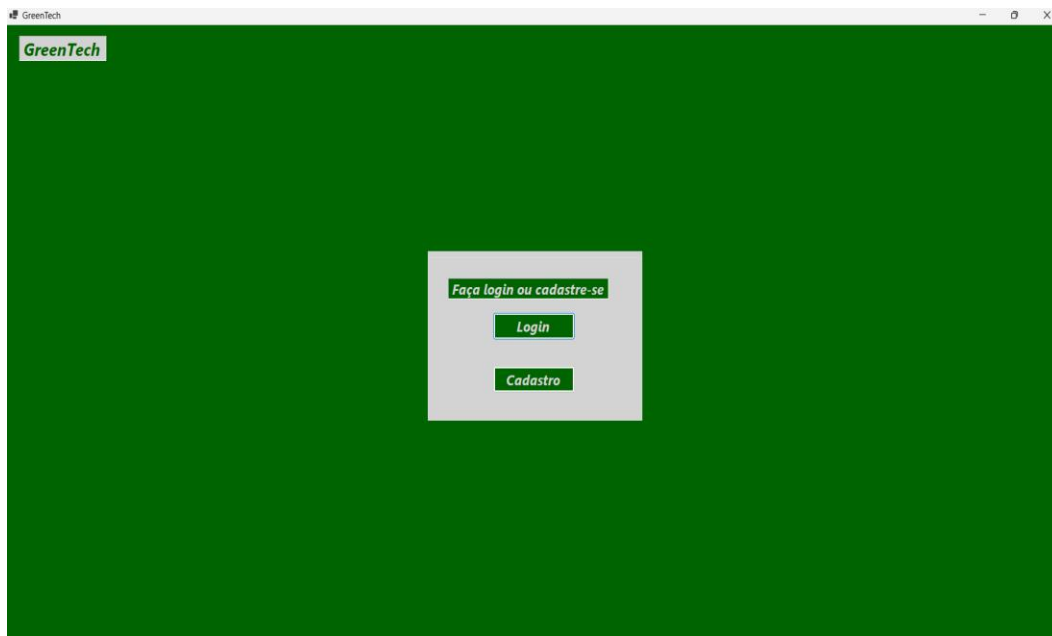 GreenTech
GreenTech
Faça login ou cadastre-se
Login
Cadastro